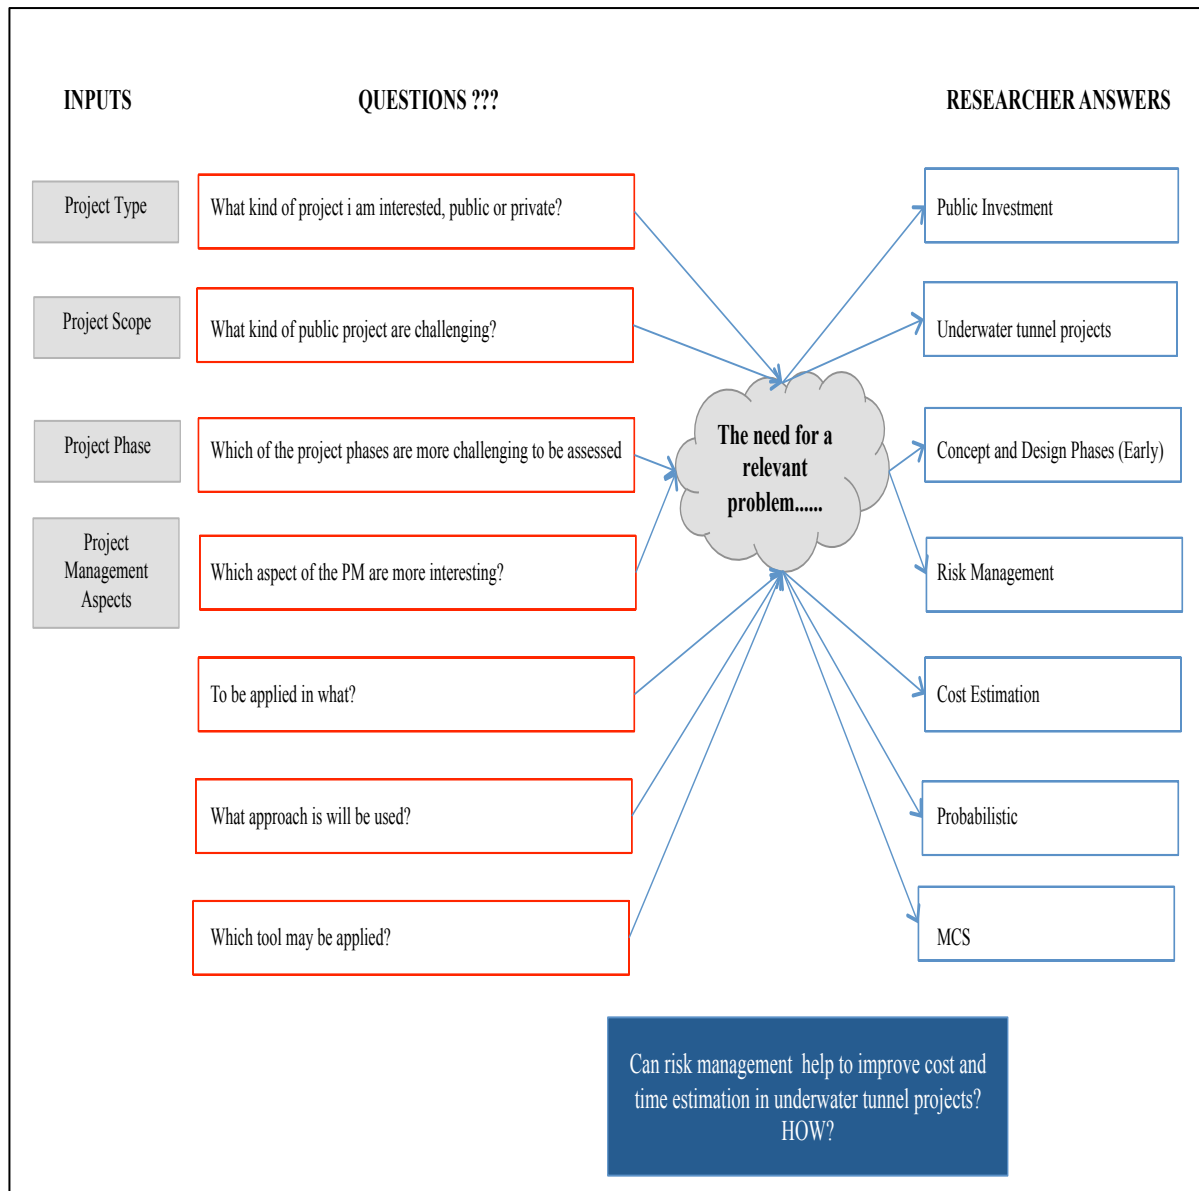 INPUTS
QUESTIONS ???
RESEARCHER ANSWERS
Project Type
What kind of project i am interested, public or private?
Public Investment
Project Scope
What kind of public project are challenging?
Underwater tunnel projects
Project Phase
Which of the project phases are more challenging to be assessed
The need for a
relevant
problem......
Concept and Design Phases (Early)
Project
Management
Aspects
Which aspect of the PM are more interesting?
Risk Management
To be applied in what?
Cost Estimation
What approach is will be used?
Probabilistic
Which tool may be applied?
MCS
Can risk management help to improve cost and
time estimation in underwater tunnel projects?
HOW?